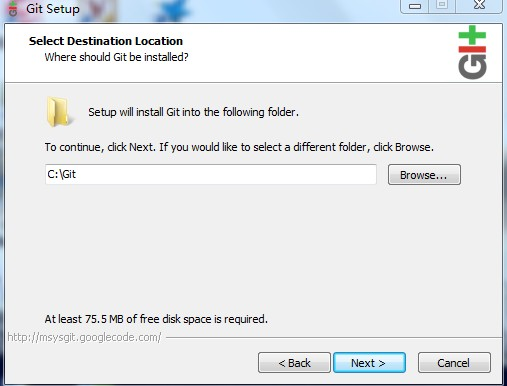 Git Setup
Select Destination Location
Where should Git be installed?
GIT
Setup will install Git into the following folder.
To continue, click Next. If you would like to select a different folder, click Browse.
C:\Git
Browse...
At least 75.5 MB of free disk space is required.
http://msysgit.googlecode.com/
< Back
Next >
Cancel